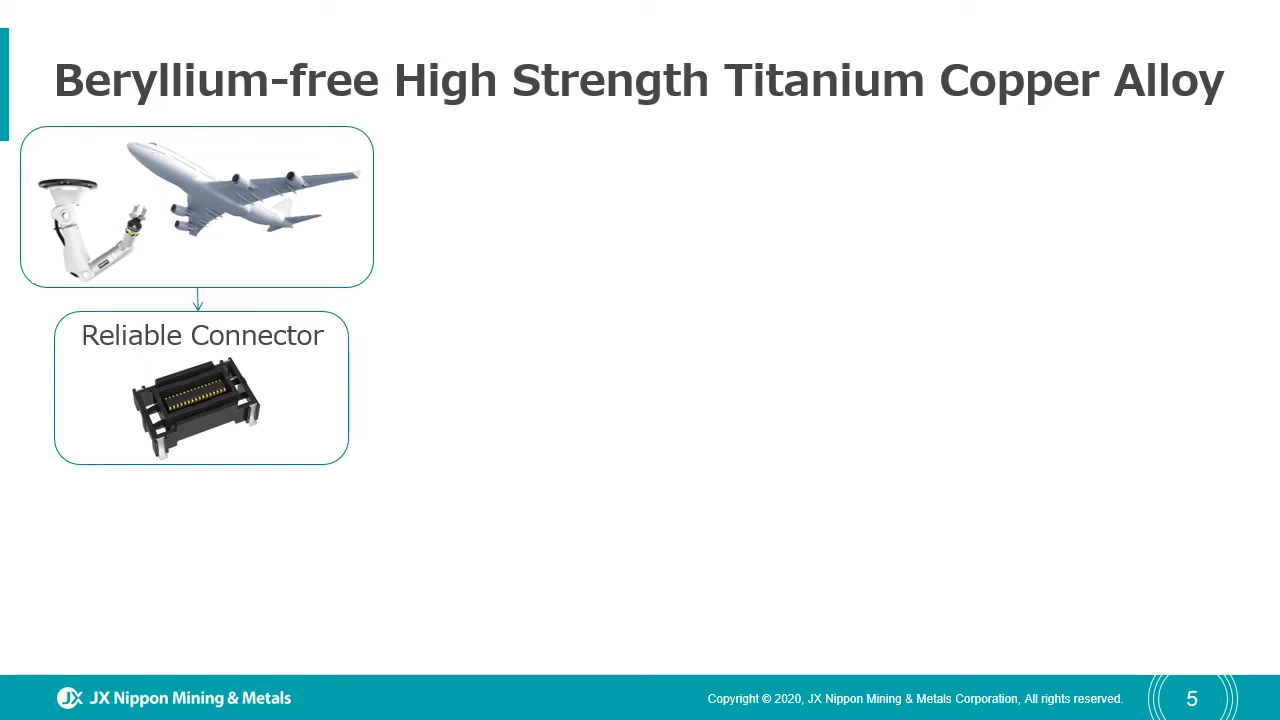 Beryllium-free High Strength Titanium Copper Alloy
Reliable Connector
JX JX Nippon Mining & Metals
Copyright © 2020, JX Nippon Mining & Metals Corporation, All rights reserved.
5